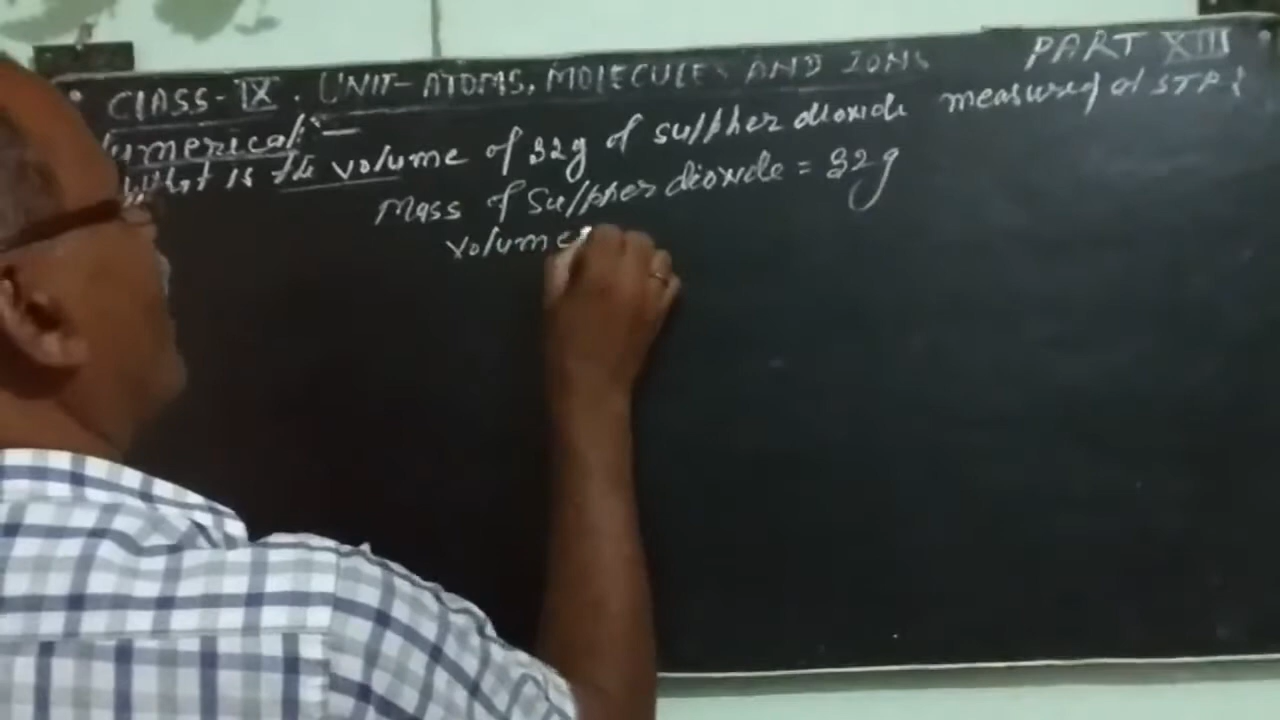 CLASS-IX. UNIT-ATOMS, MOLECULES AND IONS
PART XIII
umerical:-
What is the volume of 32g of sulpher dioxide measured at STP?
Mass of Sulpher dioxide = 32g
volume